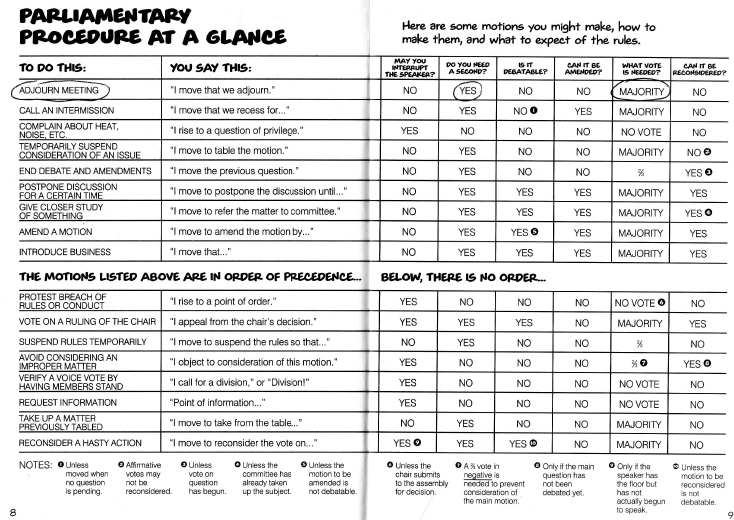 PARLIAMENTARY
PROCEDURE AT A GLANCE
Here are some motions you might make, how to
make them, and what to expect of the rules.
TO DO THIS: YOU SAY THIS: MAY YOU INTERRUPT THE SPEAKER? DO YOU NEED A SECOND? IS IT DEBATABLE? CAN IT BE AMENDED? WHAT VOTE IS NEEDED? CAN IT BE RECONSIDERED?
ADJOURN MEETING "I move that we adjourn." NO YES NO NO MAJORITY NO
CALL AN INTERMISSION "I move that we recess for..." NO YES NO ❶ YES MAJORITY NO
COMPLAIN ABOUT HEAT, NOISE, ETC. "I rise to a question of privilege." YES NO NO NO NO VOTE NO
TEMPORARILY SUSPEND CONSIDERATION OF AN ISSUE "I move to table the motion." NO YES NO NO MAJORITY NO ❷
END DEBATE AND AMENDMENTS "I move the previous question." NO YES NO NO ⅔ YES ❸
POSTPONE DISCUSSION FOR A CERTAIN TIME "I move to postpone the discussion until..." NO YES YES YES MAJORITY YES
GIVE CLOSER STUDY OF SOMETHING "I move to refer the matter to committee." NO YES YES YES MAJORITY YES ❹
AMEND A MOTION "I move to amend the motion by..." NO YES YES ❺ YES MAJORITY YES
INTRODUCE BUSINESS "I move that..." NO YES YES YES MAJORITY YES
THE MOTIONS LISTED ABOVE ARE IN ORDER OF PRECEDENCE... BELOW, THERE IS NO ORDER...
PROTEST BREACH OF RULES OR CONDUCT "I rise to a point of order." YES NO NO NO NO VOTE ❻ NO
VOTE ON A RULING OF THE CHAIR "I appeal from the chair's decision." YES YES YES NO MAJORITY YES
SUSPEND RULES TEMPORARILY "I move to suspend the rules so that..." NO YES NO NO ⅔ NO
AVOID CONSIDERING AN IMPROPER MATTER "I object to consideration of this motion." YES NO NO NO ⅔ ❼ YES ❽
VERIFY A VOICE VOTE BY HAVING MEMBERS STAND "I call for a division," or "Division!" YES NO NO NO NO VOTE NO
REQUEST INFORMATION "Point of information..." YES NO NO NO NO VOTE NO
TAKE UP A MATTER PREVIOUSLY TABLED "I move to take from the table..." NO YES NO NO MAJORITY NO
RECONSIDER A HASTY ACTION "I move to reconsider the vote on..." YES ❾ YES YES ❿ NO MAJORITY NO
NOTES: ❶ Unless moved when no question is pending.
❷ Affirmative votes may not be reconsidered.
❸ Unless vote on question has begun.
❹ Unless the committee has already taken up the subject.
❺ Unless the motion to be amended is not debatable.
❻ Unless the chair submits to the assembly for decision.
❼ A ⅔ vote in negative is needed to prevent consideration of the main motion.
❽ Only if the main question has not been debated yet.
❾ Only if the speaker has the floor but has not actually begun to speak.
❿ Unless the motion to be reconsidered is not debatable.
8
9